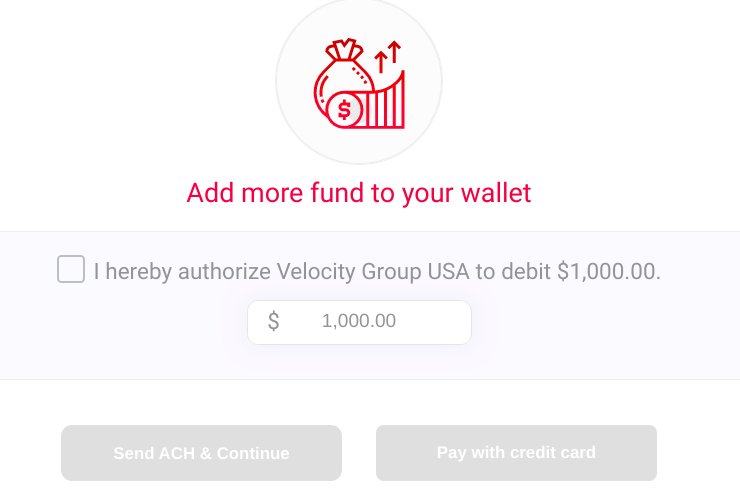 $
Add more fund to your wallet
I hereby authorize Velocity Group USA to debit $1,000.00.
$ 1,000.00
Send ACH & Continue
Pay with credit card